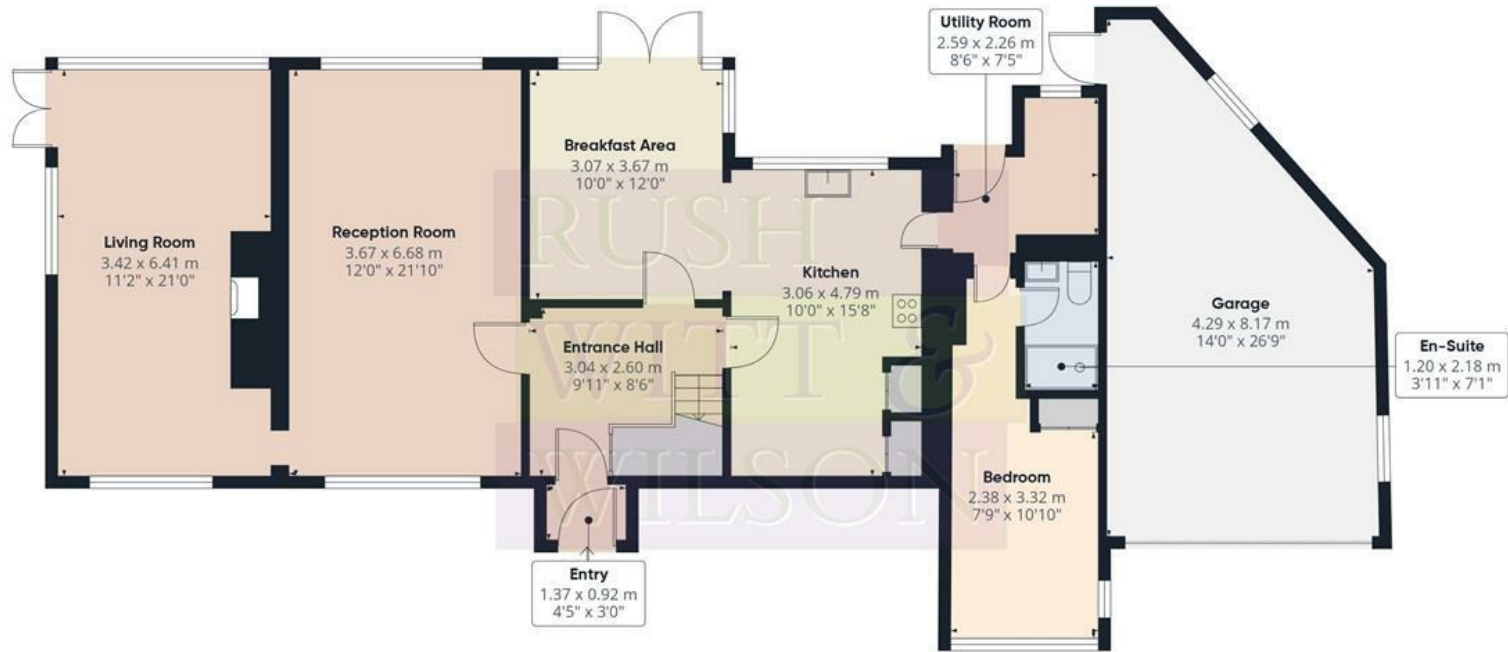 Utility Room
2.59 x 2.26 m
8'6" x 7'5"
Breakfast Area
3.07 x 3.67 m
10'0" x 12'0"
Living Room
3.42 x 6.41 m
11'2" x 21'0"
Reception Room
3.67 x 6.68 m
12'0" x 21'10"
Kitchen
3.06 x 4.79 m
10'0" x 15'8"
Garage
4.29 x 8.17 m
14'0" x 26'9"
Entrance Hall
3.04 x 2.60 m
9'11" x 8'6"
En-Suite
1.20 x 2.18 m
3'11" x 7'1"
Bedroom
2.38 x 3.32 m
7'9" x 10'10"
Entry
1.37 x 0.92 m
4'5" x 3'0"
RUSH
WITT &
WILSON